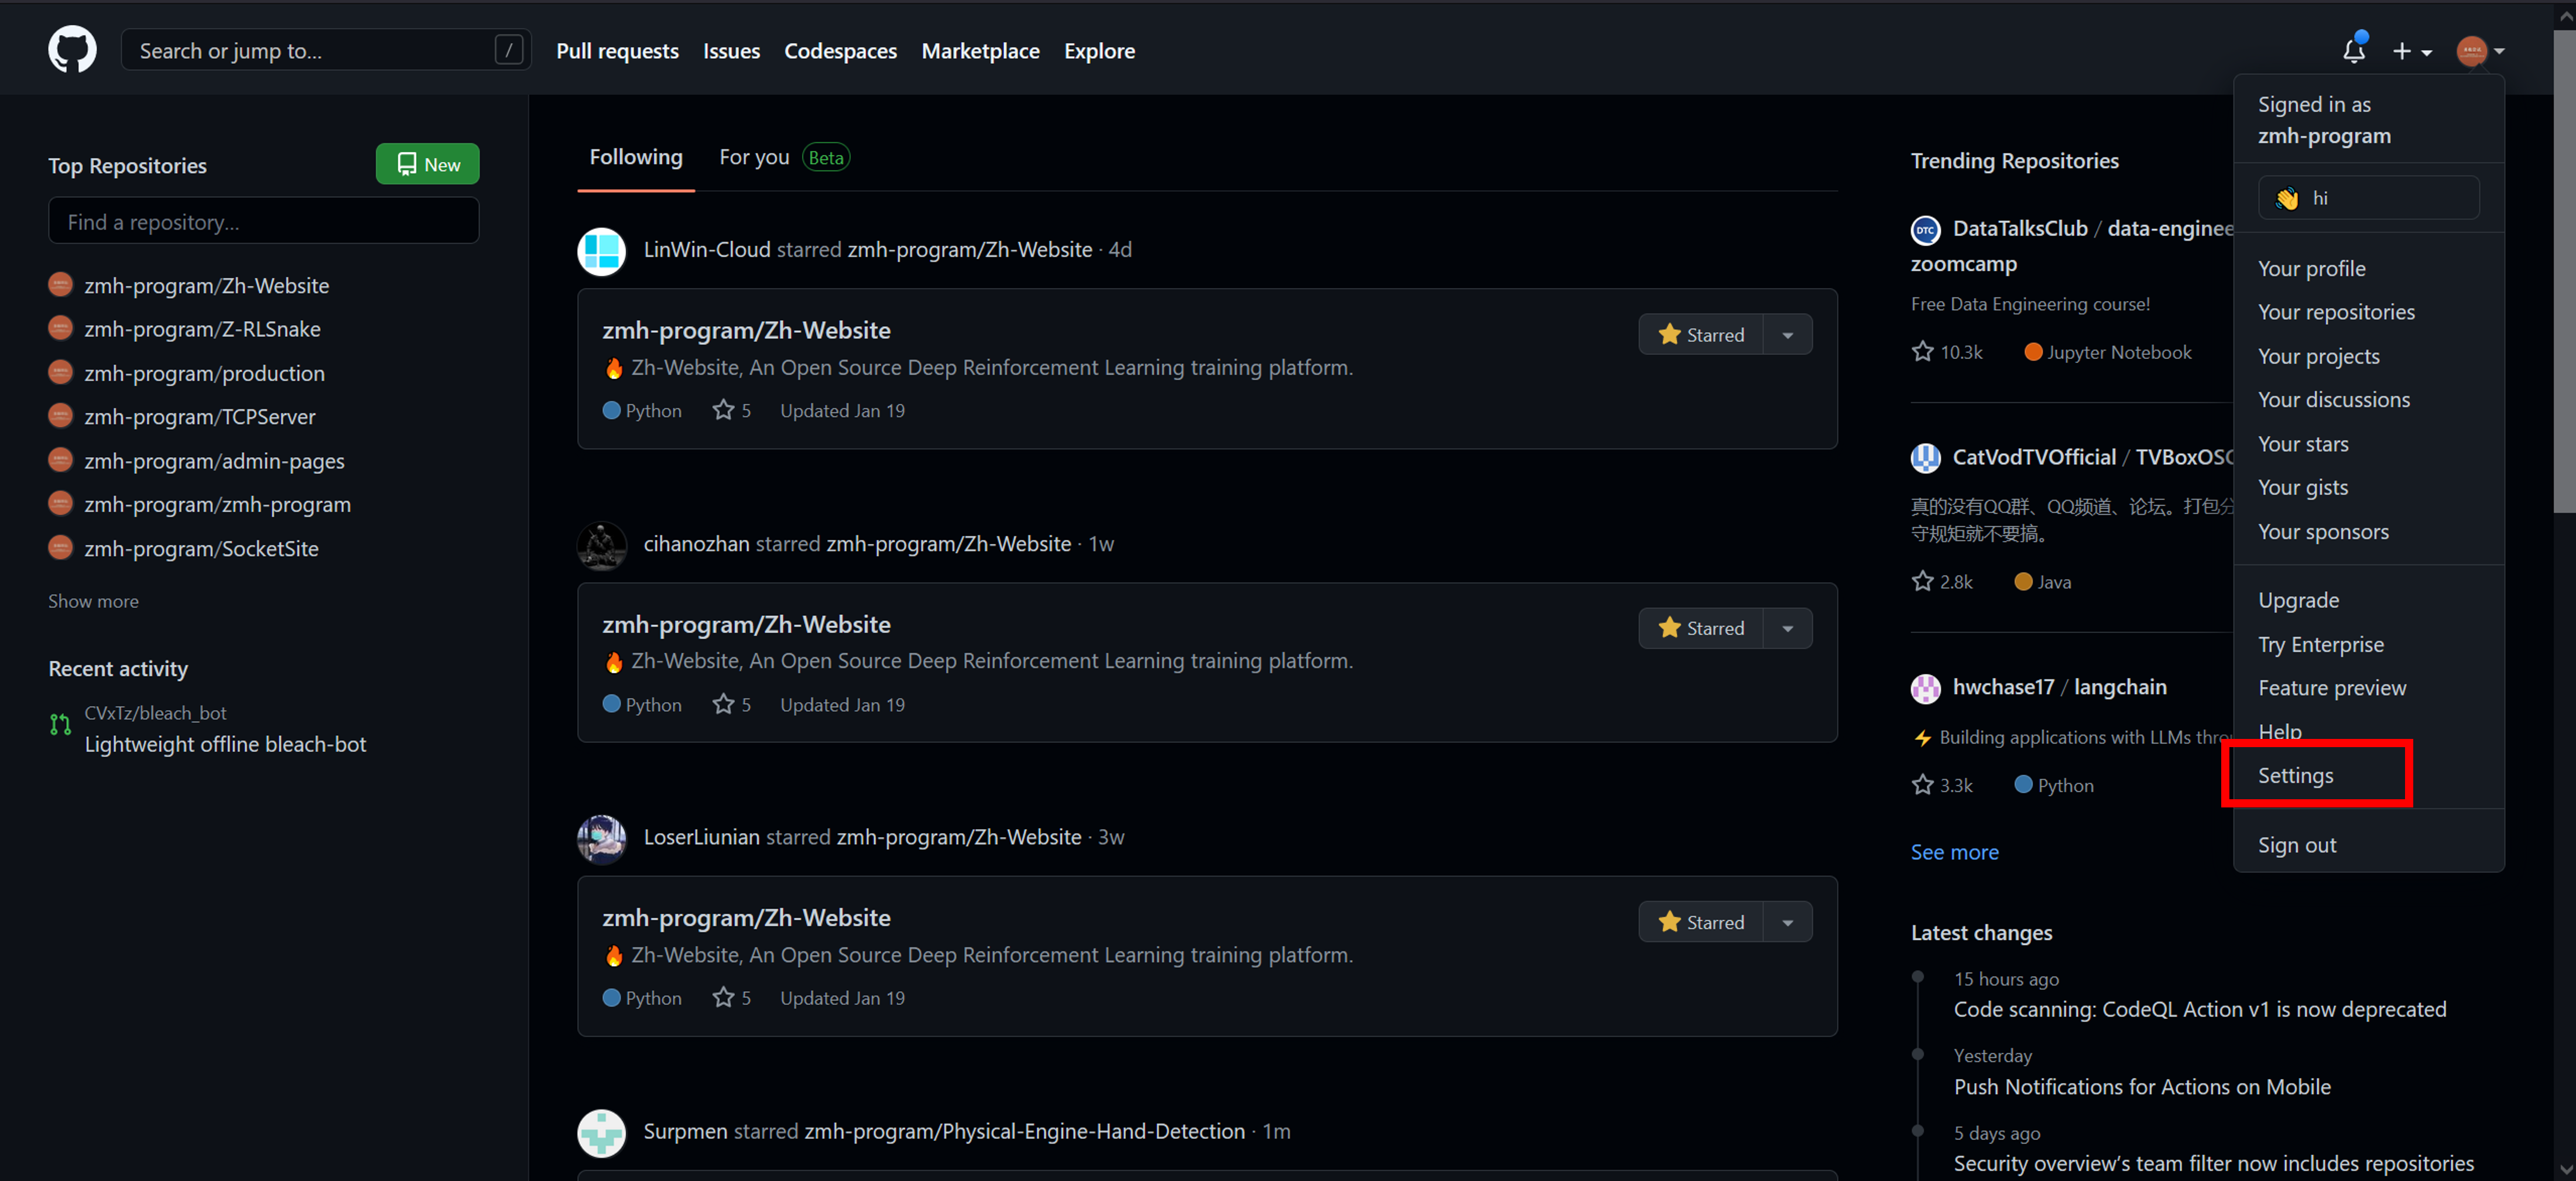 Search or jump to... /
Pull requests Issues Codespaces Marketplace Explore
Top Repositories
New
Find a repository...
zmh-program/Zh-Website
zmh-program/Z-RLSnake
zmh-program/production
zmh-program/TCPServer
zmh-program/admin-pages
zmh-program/zmh-program
zmh-program/SocketSite
Show more
Recent activity
CVxTz/bleach_bot
Lightweight offline bleach-bot
Following For you Beta
LinWin-Cloud starred zmh-program/Zh-Website · 4d
zmh-program/Zh-Website
Starred
🔥 Zh-Website, An Open Source Deep Reinforcement Learning training platform.
Python 5 Updated Jan 19
cihanozhan starred zmh-program/Zh-Website · 1w
zmh-program/Zh-Website
Starred
🔥 Zh-Website, An Open Source Deep Reinforcement Learning training platform.
Python 5 Updated Jan 19
LoserLiunian starred zmh-program/Zh-Website · 3w
zmh-program/Zh-Website
Starred
🔥 Zh-Website, An Open Source Deep Reinforcement Learning training platform.
Python 5 Updated Jan 19
Surpmen starred zmh-program/Physical-Engine-Hand-Detection · 1m
Trending Repositories
DTC
DataTalksClub / data-enginee
zoomcamp
Free Data Engineering course!
10.3k Jupyter Notebook
CatVodTVOfficial / TVBoxOSC
真的没有QQ群、QQ频道、论坛。打包分
守规矩就不要搞。
2.8k Java
hwchase17 / langchain
⚡ Building applications with LLMs throu
3.3k Python
See more
Latest changes
15 hours ago
Code scanning: CodeQL Action v1 is now deprecated
Yesterday
Push Notifications for Actions on Mobile
5 days ago
Security overview’s team filter now includes repositories
Signed in as
zmh-program
👋 hi
Your profile
Your repositories
Your projects
Your discussions
Your stars
Your gists
Your sponsors
Upgrade
Try Enterprise
Feature preview
Help
Settings
Sign out